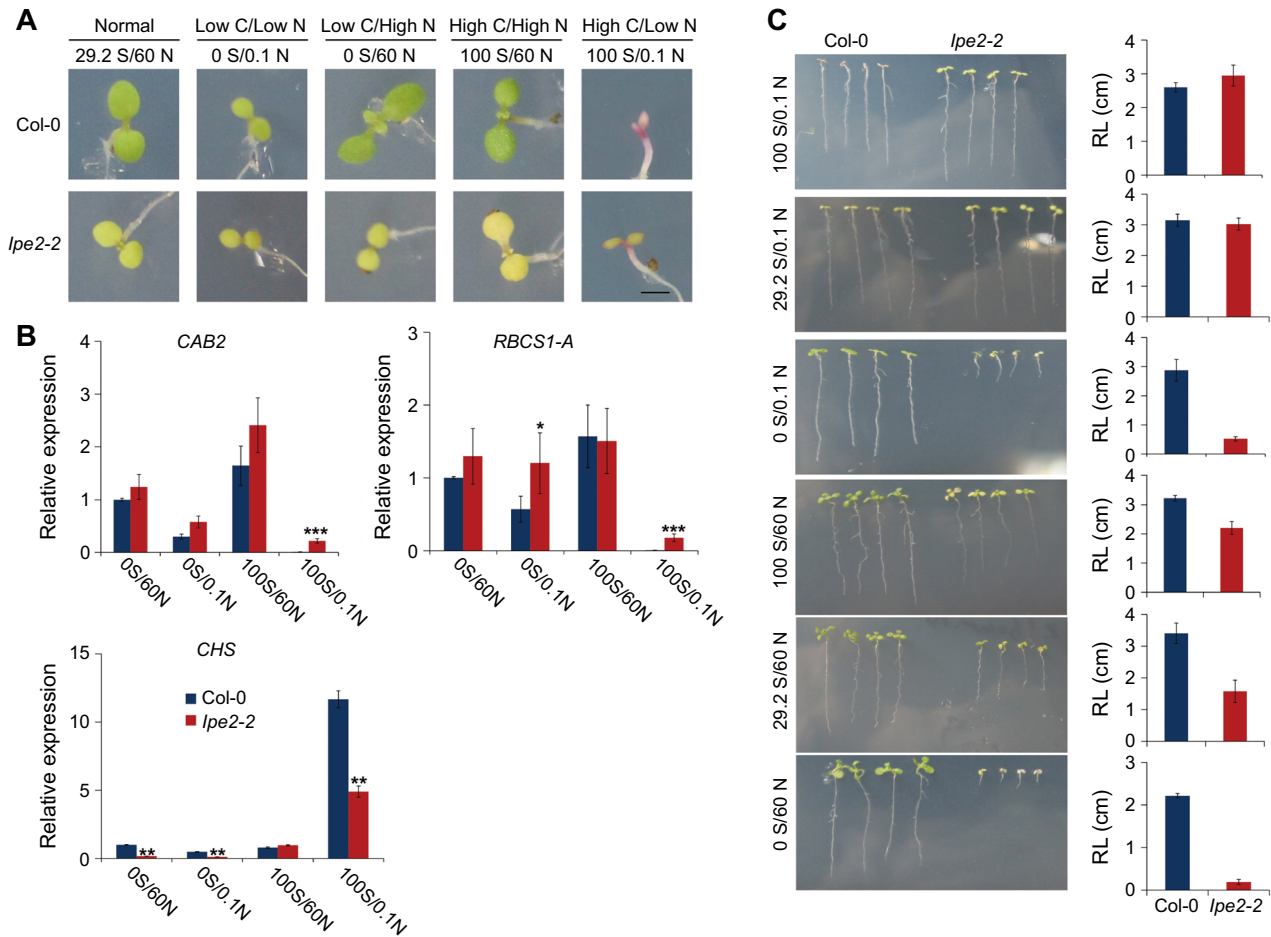 A
Normal Low C/Low N Low C/High N High C/High N High C/Low N
29.2 S/60 N 0 S/0.1 N 0 S/60 N 100 S/60 N 100 S/0.1 N
Col-0
lpe2-2
B
CAB2
Relative expression
4
3
2
1
0
***
0S/60N 0S/0.1N 100S/60N 100S/0.1N
RBCS1-A
Relative expression
3
2
1
0
*
***
0S/60N 0S/0.1N 100S/60N 100S/0.1N
CHS
Relative expression
15
10
5
0
Col-0
lpe2-2
** ** **
0S/60N 0S/0.1N 100S/60N 100S/0.1N
C
Col-0 lpe2-2
100 S/0.1 N
RL (cm)
4
3
2
1
0
29.2 S/0.1 N
RL (cm)
4
3
2
1
0
0 S/0.1 N
RL (cm)
4
3
2
1
0
100 S/60 N
RL (cm)
4
3
2
1
0
29.2 S/60 N
RL (cm)
4
3
2
1
0
0 S/60 N
RL (cm)
3
2
1
0
Col-0 lpe2-2